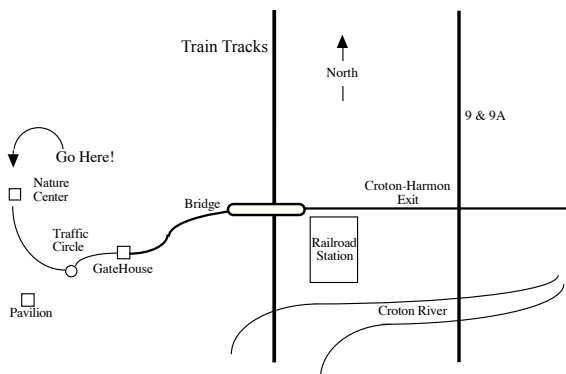 Train Tracks
North
9 & 9A
Go Here!
Nature
Center
Croton-Harmon
Exit
Bridge
Traffic
Circle
GateHouse
Railroad
Station
Pavilion
Croton River